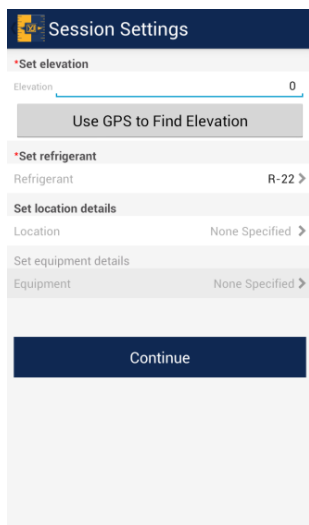 Session Settings
*Set elevation
Elevation 0
Use GPS to Find Elevation
*Set refrigerant
Refrigerant R-22
Set location details
Location None Specified
Set equipment details
Equipment None Specified
Continue